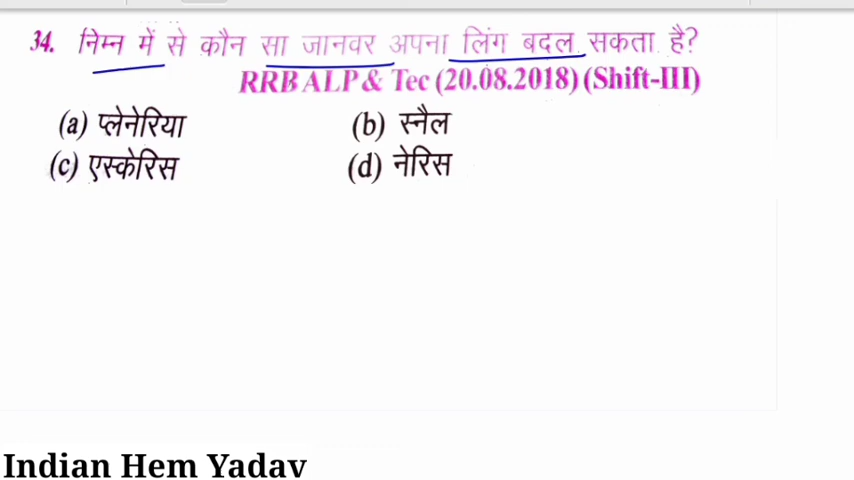 34. निम्न में से कौन सा जानवर अपना लिंग बदल सकता है?
RRB ALP & Tec (20.08.2018) (Shift-III)
(a) प्लेनेरिया (b) स्नैल
(c) एस्केरिस (d) नेरिस
Indian Hem Yadav